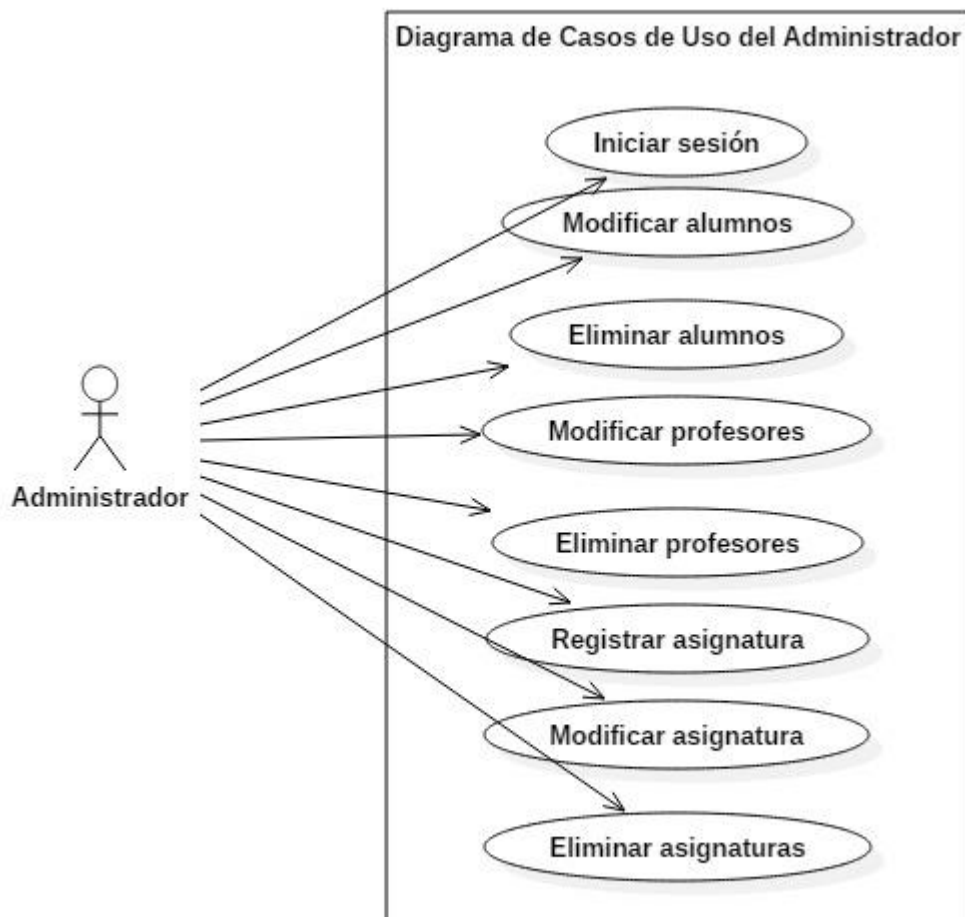 Diagrama de Casos de Uso del Administrador
Iniciar sesión
Modificar alumnos
Eliminar alumnos
Modificar profesores
Administrador
Eliminar profesores
Registrar asignatura
Modificar asignatura
Eliminar asignaturas